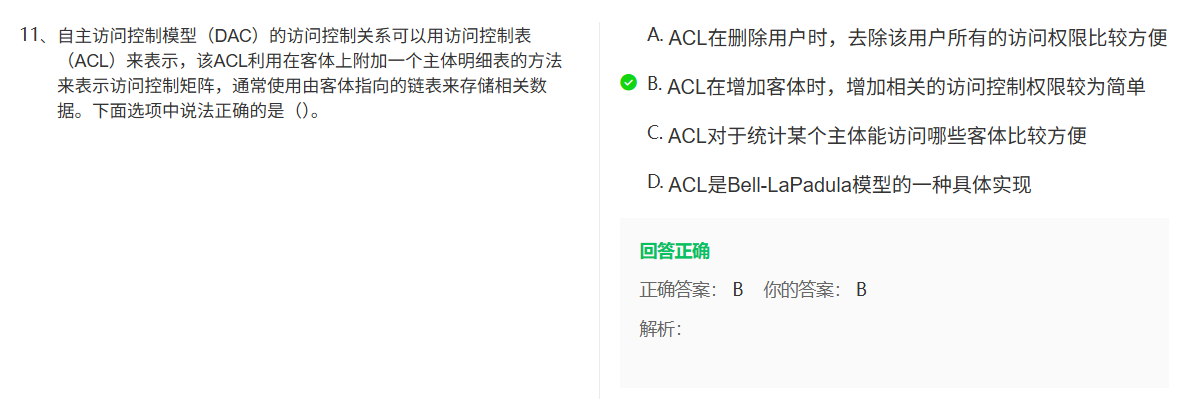 11、自主访问控制模型（DAC）的访问控制关系可以用访问控制表
（ACL）来表示，该ACL利用在客体上附加一个主体明细表的方法
来表示访问控制矩阵，通常使用由客体指向的链表来存储相关数
据。下面选项中说法正确的是（）。
A. ACL在删除用户时，去除该用户所有的访问权限比较方便
B. ACL在增加客体时，增加相关的访问控制权限较为简单
C. ACL对于统计某个主体能访问哪些客体比较方便
D. ACL是Bell-LaPadula模型的一种具体实现
回答正确
正确答案： B 你的答案： B
解析：